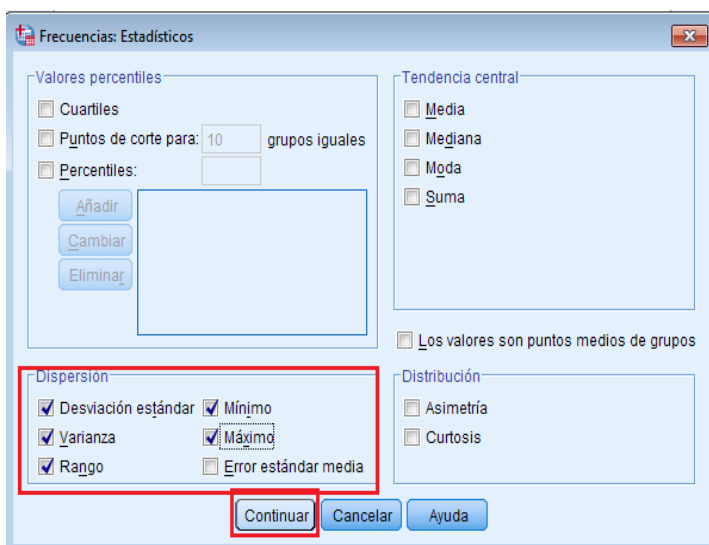 Frecuencias: Estadísticos
Valores percentiles
Cuartiles
Puntos de corte para: 10 grupos iguales
Percentiles:
Añadir
Cambiar
Eliminar
Tendencia central
Media
Mediana
Moda
Suma
Los valores son puntos medios de grupos
Dispersión
Desviación estándar Mínimo
Varianza Máximo
Rango Error estándar media
Distribución
Asimetría
Curtosis
Continuar Cancelar Ayuda